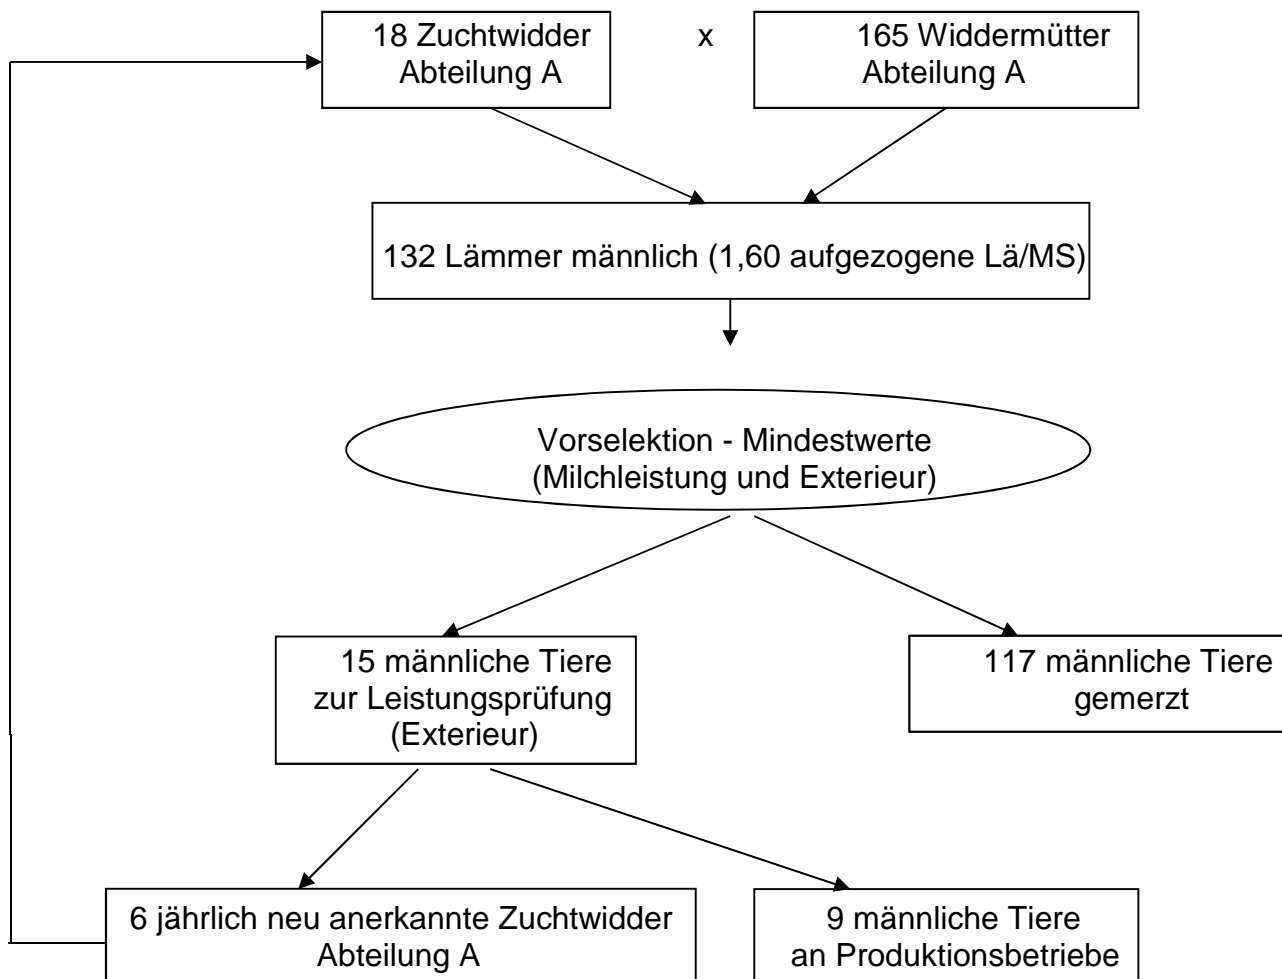 18 Zuchtwidder
Abteilung A
x
165 Widdermütter
Abteilung A
132 Lämmer männlich (1,60 aufgezogene Lä/MS)
Vorselektion - Mindestwerte
(Milchleistung und Exterieur)
15 männliche Tiere
zur Leistungsprüfung
(Exterieur)
117 männliche Tiere
gemerzt
6 jährlich neu anerkannte Zuchtwidder
Abteilung A
9 männliche Tiere
an Produktionsbetriebe